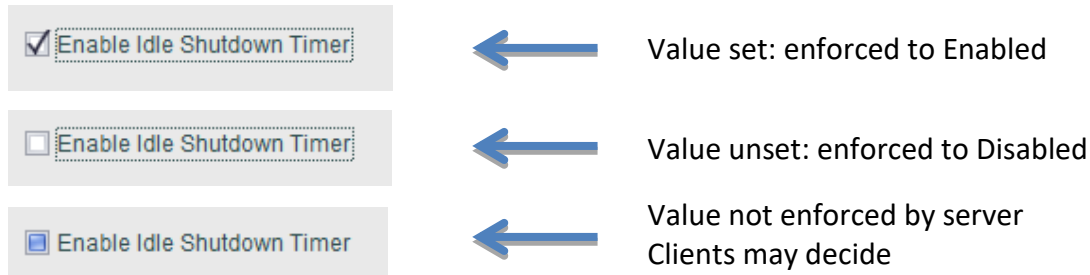 Enable Idle Shutdown Timer
Value set: enforced to Enabled
Enable Idle Shutdown Timer
Value unset: enforced to Disabled
Enable Idle Shutdown Timer
Value not enforced by server
Clients may decide